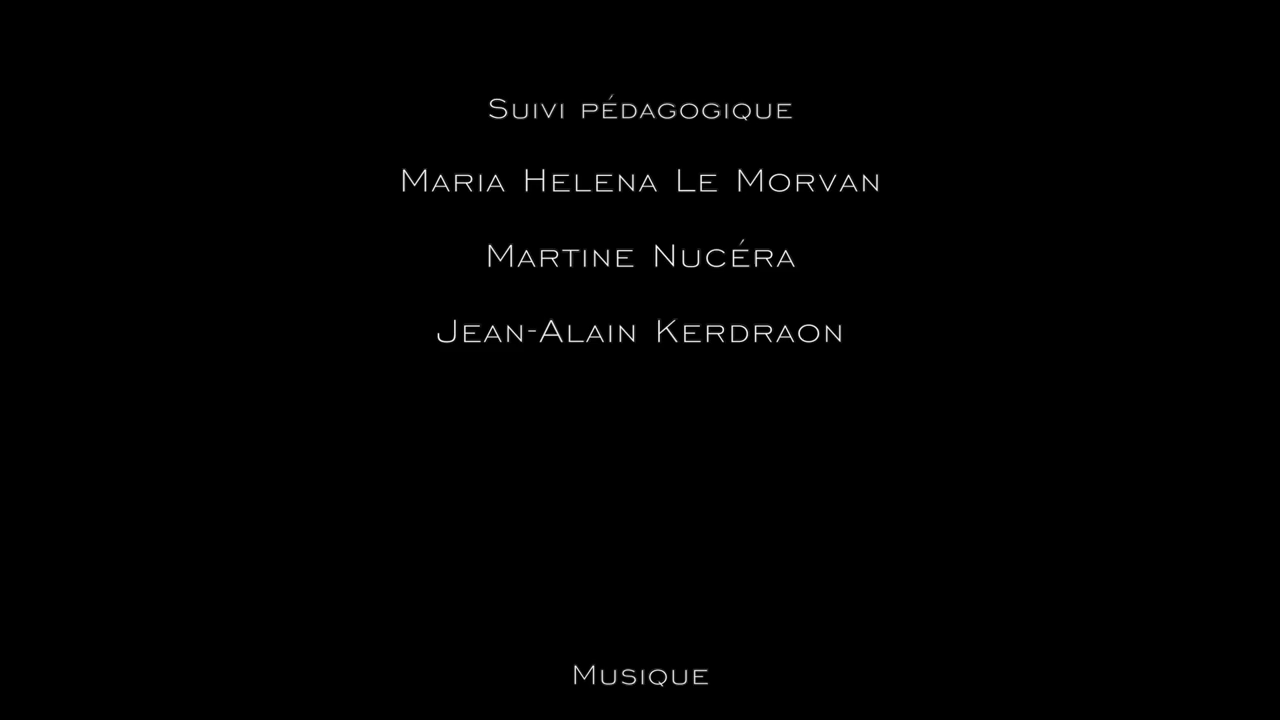 Suivi pédagogique
Maria Helena Le Morvan
Martine Nucéra
Jean-Alain Kerdraon
Musique